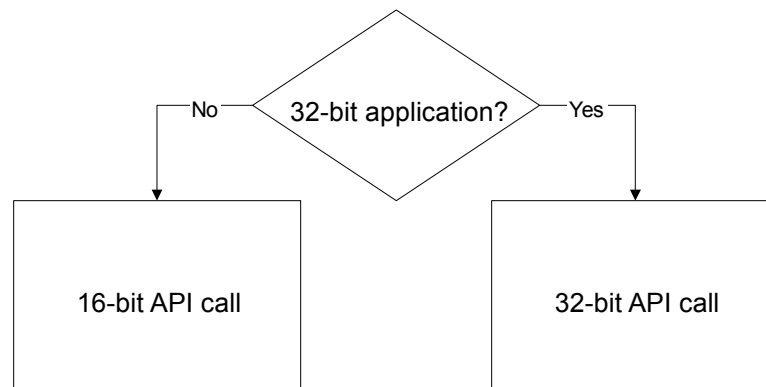 32-bit application?
No
Yes
16-bit API call
32-bit API call